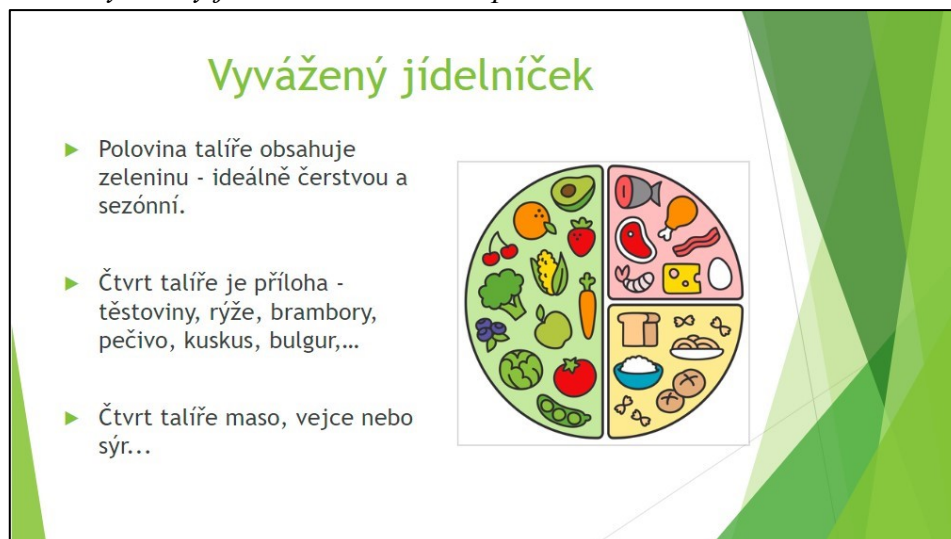 Vyvážený jídelníček
Polovina talíře obsahuje
zeleninu - ideálně čerstvou a
sezónní.
Čtvrt talíře je příloha -
těstoviny, rýže, brambory,
pečivo, kuskus, bulgur,…
Čtvrt talíře maso, vejce nebo
sýr...